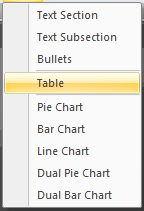 Text Section
Text Subsection
Bullets
Table
Pie Chart
Bar Chart
Line Chart
Dual Pie Chart
Dual Bar Chart